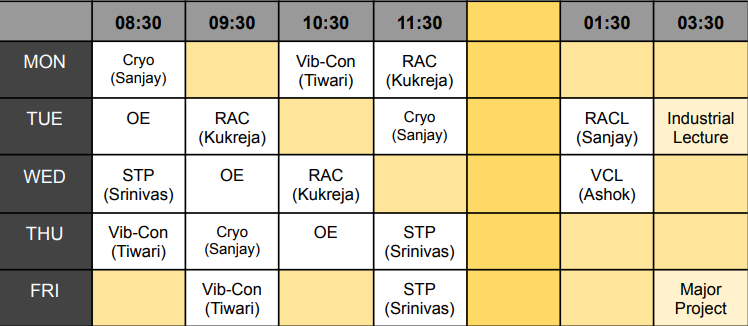 08:30 09:30 10:30 11:30 01:30 03:30
MON Cryo (Sanjay) Vib-Con (Tiwari) RAC (Kukreja)
TUE OE RAC (Kukreja) Cryo (Sanjay) RACL (Sanjay) Industrial Lecture
WED STP (Srinivas) OE RAC (Kukreja) VCL (Ashok)
THU Vib-Con (Tiwari) Cryo (Sanjay) OE STP (Srinivas)
FRI Vib-Con (Tiwari) STP (Srinivas) Major Project